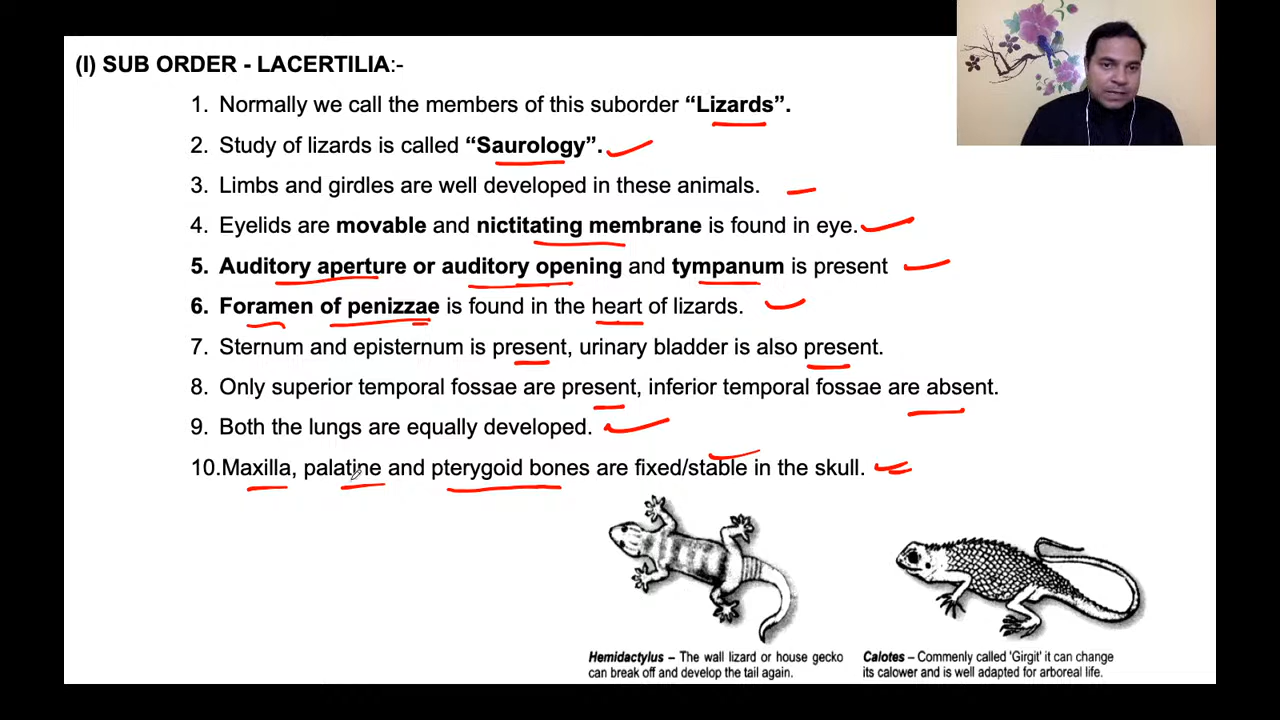 (I) SUB ORDER - LACERTILIA:-
1. Normally we call the members of this suborder “Lizards”.
2. Study of lizards is called “Saurology”.
3. Limbs and girdles are well developed in these animals.
4. Eyelids are movable and nictitating membrane is found in eye.
5. Auditory aperture or auditory opening and tympanum is present
6. Foramen of penizzae is found in the heart of lizards.
7. Sternum and episternum is present, urinary bladder is also present.
8. Only superior temporal fossae are present, inferior temporal fossae are absent.
9. Both the lungs are equally developed.
10.Maxilla, palatine and pterygoid bones are fixed/stable in the skull.
Hemidactylus – The wall lizard or house gecko
can break off and develop the tail again.
Calotes – Commonly called 'Girgit' it can change
its calower and is well adapted for arboreal life.